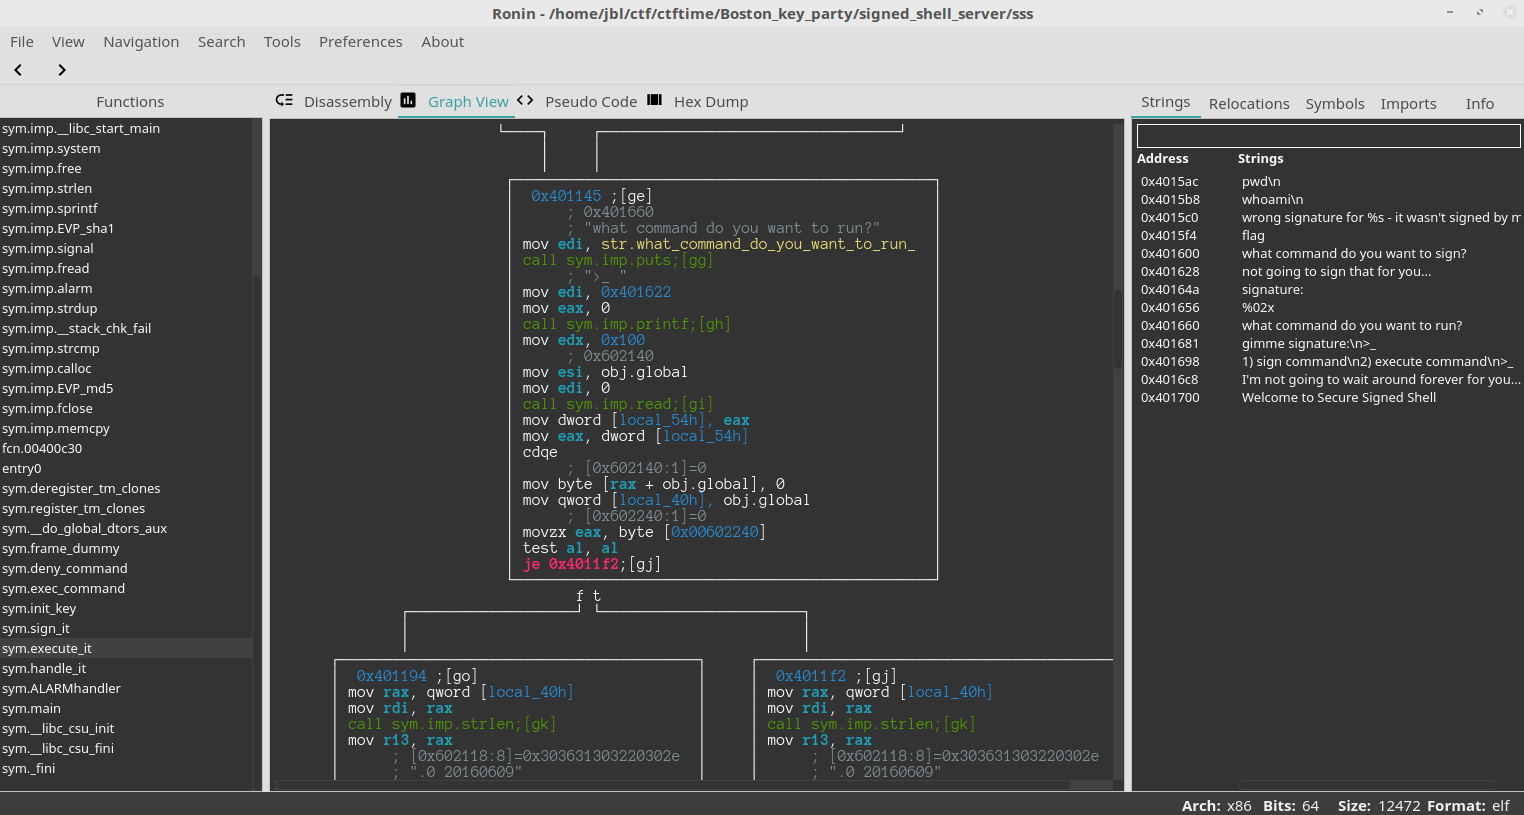 Ronin - /home/jbl/ctf/ctftime/Boston_key_party/signed_shell_server/sss
File View Navigation Search Tools Preferences About
Functions
sym.imp.__libc_start_main
sym.imp.system
sym.imp.free
sym.imp.strlen
sym.imp.sprintf
sym.imp.EVP_sha1
sym.imp.signal
sym.imp.fread
sym.imp.alarm
sym.imp.strdup
sym.imp.__stack_chk_fail
sym.imp.strcmp
sym.imp.calloc
sym.imp.EVP_md5
sym.imp.fclose
sym.imp.memcpy
fcn.00400c30
entry0
sym.deregister_tm_clones
sym.register_tm_clones
sym.__do_global_dtors_aux
sym.frame_dummy
sym.deny_command
sym.exec_command
sym.init_key
sym.sign_it
sym.execute_it
sym.handle_it
sym.ALARMhandler
sym.main
sym.__libc_csu_init
sym.__libc_csu_fini
sym._fini
Disassembly Graph View Pseudo Code Hex Dump
0x401145 ;[ge]
; 0x401660
; "what command do you want to run?"
mov edi, str.what_command_do_you_want_to_run_
call sym.imp.puts;[gg]
; ">_ "
mov edi, 0x401622
mov eax, 0
call sym.imp.printf;[gh]
mov edx, 0x100
; 0x602140
mov esi, obj.global
mov edi, 0
call sym.imp.read;[gi]
mov dword [local_54h], eax
mov eax, dword [local_54h]
cdqe
; [0x602140:1]=0
mov byte [rax + obj.global], 0
mov qword [local_40h], obj.global
; [0x602240:1]=0
movzx eax, byte [0x00602240]
test al, al
je 0x4011f2;[gj]
f t
0x401194 ;[go]
mov rax, qword [local_40h]
mov rdi, rax
call sym.imp.strlen;[gk]
mov r13, rax
; [0x602118:8]=0x303631303220302e
; ".0 20160609"
0x4011f2 ;[gj]
mov rax, qword [local_40h]
mov rdi, rax
call sym.imp.strlen;[gk]
mov r13, rax
; [0x602118:8]=0x303631303220302e
; ".0 20160609"
Strings Relocations Symbols Imports Info
Address Strings
0x4015ac pwd\n
0x4015b8 whoami\n
0x4015c0 wrong signature for %s - it wasn't signed by m
0x4015f4 flag
0x401600 what command do you want to sign?
0x401628 not going to sign that for you...
0x40164a signature:
0x401656 %02x
0x401660 what command do you want to run?
0x401681 gimme signature:\n>_
0x401698 1) sign command\n2) execute command\n>_
0x4016c8 I'm not going to wait around forever for you...
0x401700 Welcome to Secure Signed Shell
Arch: x86 Bits: 64 Size: 12472 Format: elf